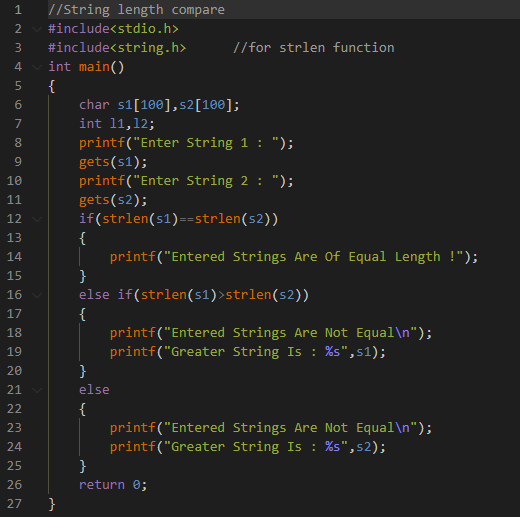 1 //String length compare
2 #include<stdio.h>
3 #include<string.h>      //for strlen function
4 int main()
5 {
6     char s1[100],s2[100];
7     int l1,l2;
8     printf("Enter String 1 : ");
9     gets(s1);
10     printf("Enter String 2 : ");
11     gets(s2);
12     if(strlen(s1)==strlen(s2))
13     {
14         printf("Entered Strings Are Of Equal Length !");
15     }
16     else if(strlen(s1)>strlen(s2))
17     {
18         printf("Entered Strings Are Not Equal\n");
19         printf("Greater String Is : %s",s1);
20     }
21     else
22     {
23         printf("Entered Strings Are Not Equal\n");
24         printf("Greater String Is : %s",s2);
25     }
26     return 0;
27 }